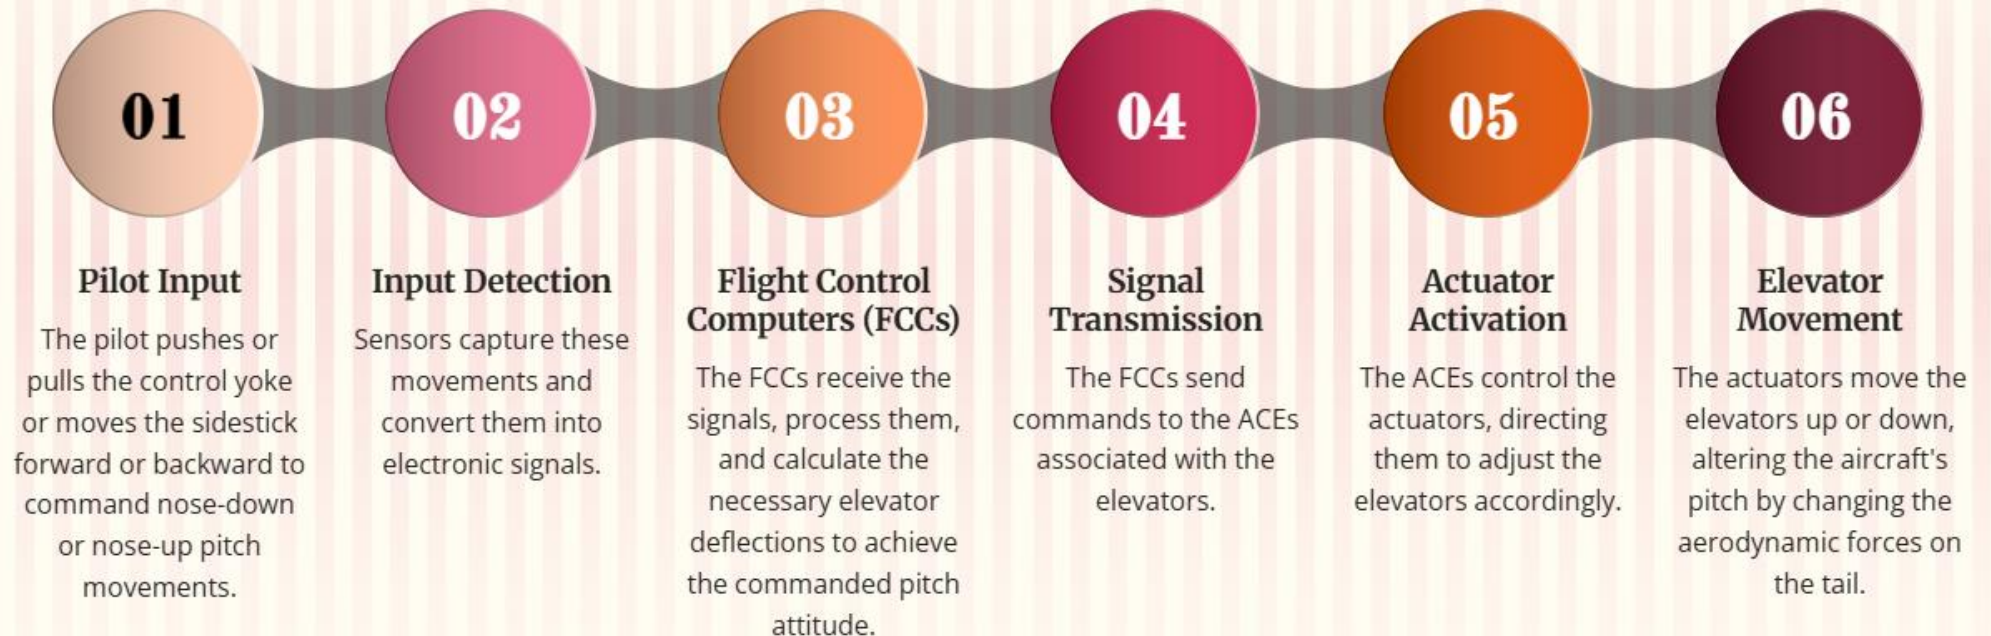 01
02
03
04
05
06
Pilot Input
The pilot pushes or
pulls the control yoke
or moves the sidestick
forward or backward to
command nose-down
or nose-up pitch
movements.
Input Detection
Sensors capture these
movements and
convert them into
electronic signals.
Flight Control
Computers (FCCs)
The FCCs receive the
signals, process them,
and calculate the
necessary elevator
deflections to achieve
the commanded pitch
attitude.
Signal
Transmission
The FCCs send
commands to the ACEs
associated with the
elevators.
Actuator
Activation
The ACEs control the
actuators, directing
them to adjust the
elevators accordingly.
Elevator
Movement
The actuators move the
elevators up or down,
altering the aircraft's
pitch by changing the
aerodynamic forces on
the tail.